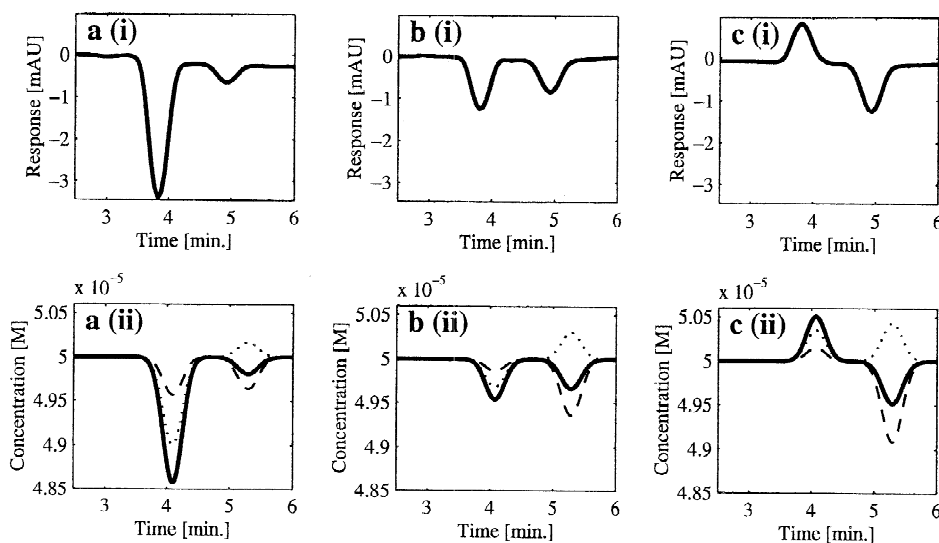 a (i)
0
−1
−2
−3
Response [mAU]
3 4 5 6
Time [min.]
b (i)
0
−1
−2
−3
Response [mAU]
3 4 5 6
Time [min.]
c (i)
0
−1
−2
−3
Response [mAU]
3 4 5 6
Time [min.]
x 10⁻⁵
a (ii)
5.05
5
4.95
4.9
4.85
Concentration [M]
3 4 5 6
Time [min.]
x 10⁻⁵
b (ii)
5.05
5
4.95
4.9
4.85
Concentration [M]
3 4 5 6
Time [min.]
x 10⁻⁵
c (ii)
5.05
5
4.95
4.9
4.85
Concentration [M]
3 4 5 6
Time [min.]